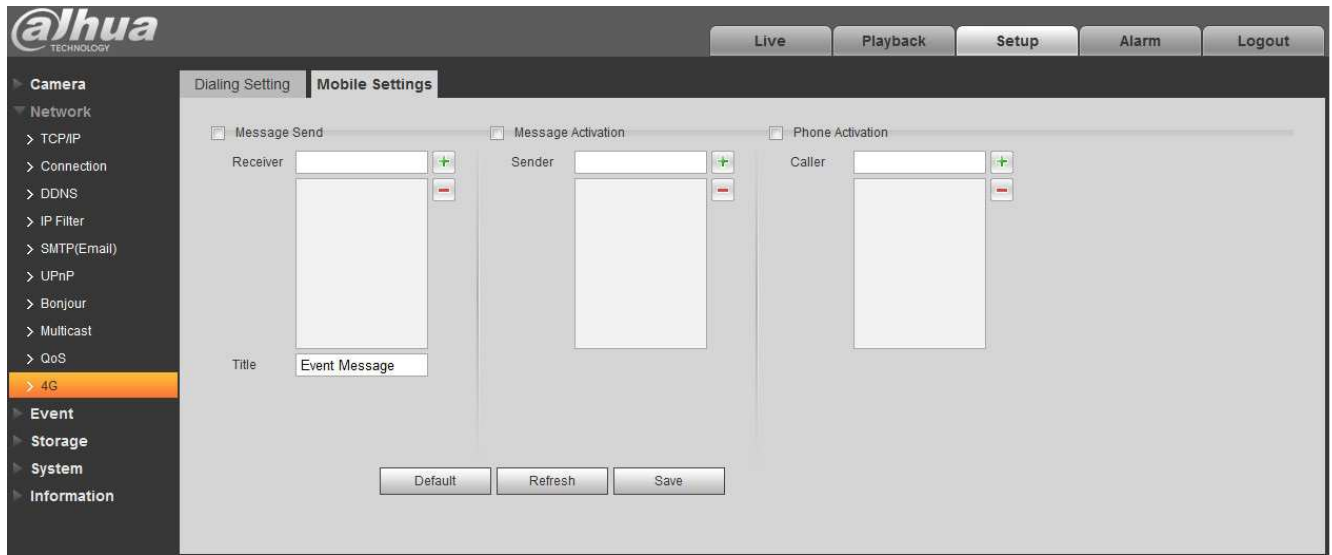 alhua
TECHNOLOGY
Live Playback Setup Alarm Logout
Camera
Network
> TCP/IP
> Connection
> DDNS
> IP Filter
> SMTP(Email)
> UPnP
> Bonjour
> Multicast
> QoS
> 4G
Event
Storage
System
Information
Dialing Setting Mobile Settings
Message Send Message Activation Phone Activation
Receiver Sender Caller
Title Event Message
Default Refresh Save